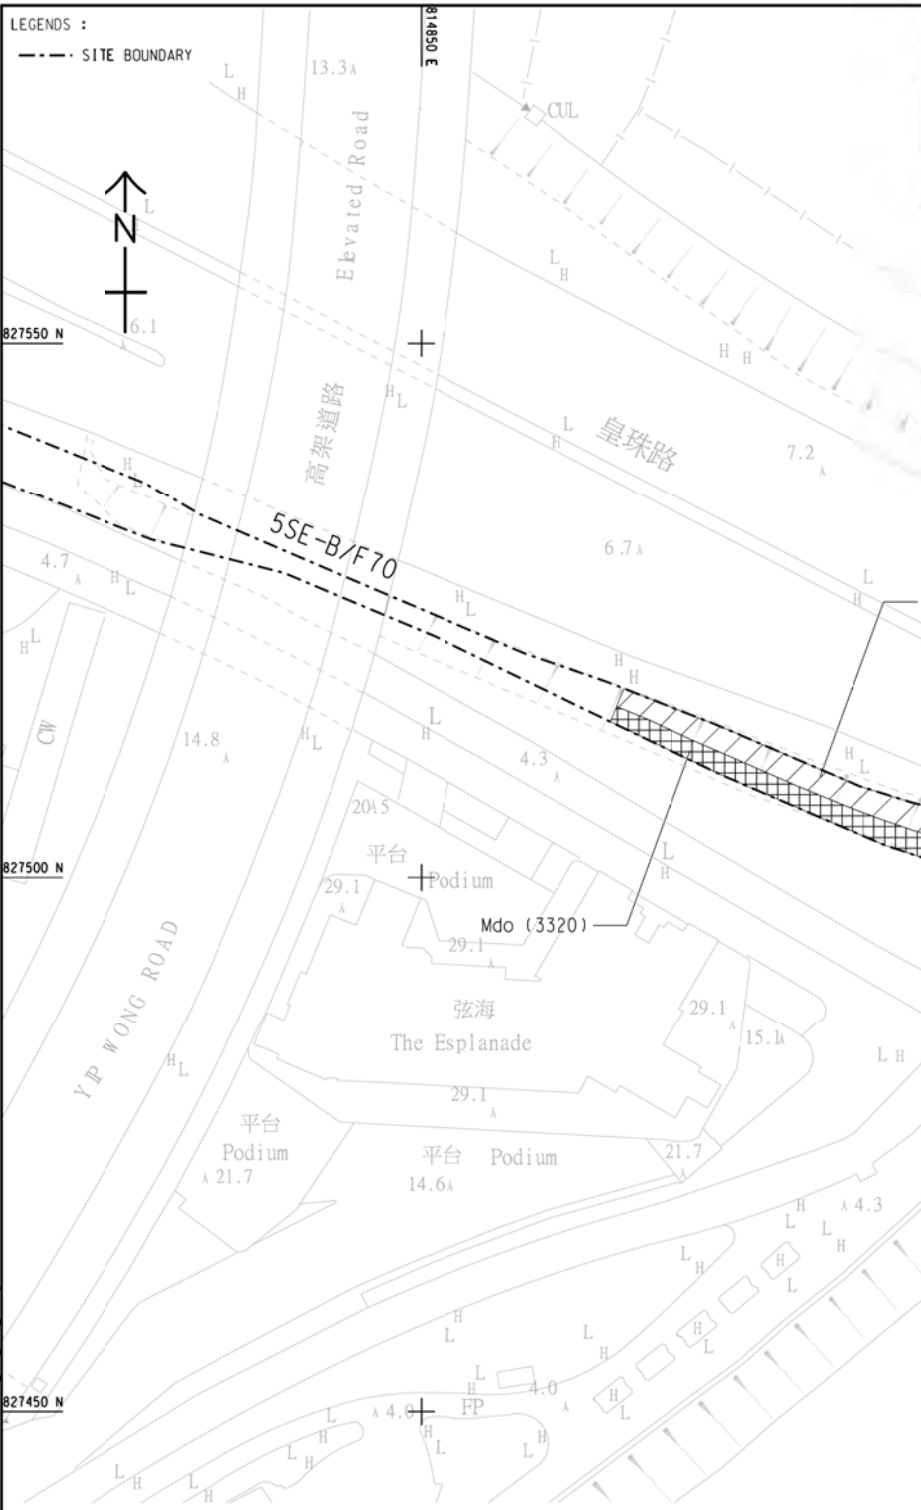 LEGENDS :
SITE BOUNDARY
814850 E
13.3
L
H
Elevated Road
CUL
L
N
L
H
6.1
827550 N
H H
H L
高架道路
L
H
皇珠路
7.2
H
L
5SE-B/F70
6.7
4.7
H
L
H
L
L
H
H L
H
H
CW
14.8
H L
L
H
4.3
H
L
20.5
平台
L
H
827500 N
29.1
Podium
Mdo (3320)
29.1
弦海
The Esplanade
29.1
15.1
YIP WONG ROAD
H L
L H
29.1
平台
Podium
21.7
平台 Podium
21.7
14.6
H
L
4.3
L
H
L
H
H
L
H
L
L
H
H
L
L
H
4.0
H
L
827450 N
4.0
FP
L
H
H
L
H
L
L
H
L
H
L
H